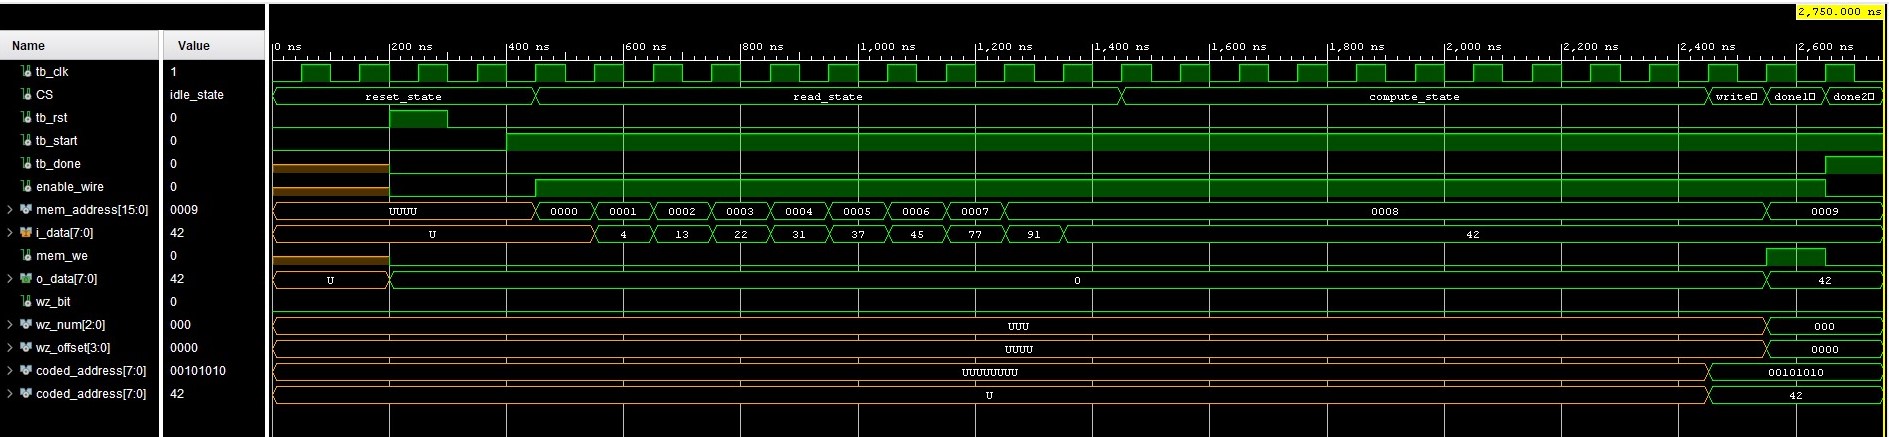 2,750.000 ns
Name Value 0 ns 200 ns 400 ns 600 ns 800 ns 1,000 ns 1,200 ns 1,400 ns 1,600 ns 1,800 ns 2,000 ns 2,200 ns 2,400 ns 2,600 ns
tb_clk 1
CS idle_state reset_state read_state compute_state write done1 done2
tb_rst 0
tb_start 0
tb_done 0
enable_wire 0
mem_address[15:0] 0009 UUUU 0000 0001 0002 0003 0004 0005 0006 0007 0008 0009
i_data[7:0] 42 U 4 13 22 31 37 45 77 91 42
mem_we 0
o_data[7:0] 42 U 0 42
wz_bit 0
wz_num[2:0] 000 UUU 000
wz_offset[3:0] 0000 UUUU 0000
coded_address[7:0] 00101010 UUUUUUUU 00101010
coded_address[7:0] 42 U 42